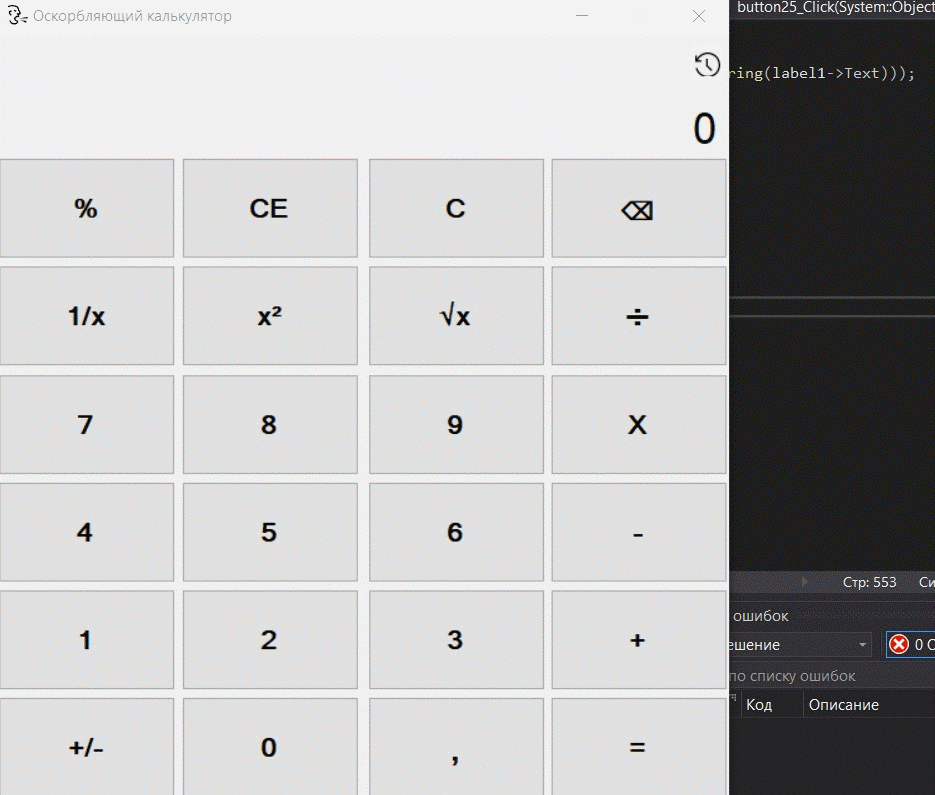 Оскорбляющий калькулятор
0
% CE C ⌫
1/x x² √x ÷
7 8 9 X
4 5 6 -
1 2 3 +
+/- 0 , =
button25_Click(System::Object
ring(label1->Text)));
Стр: 553
ошибок
ешение 0
по списку ошибок
Код Описание